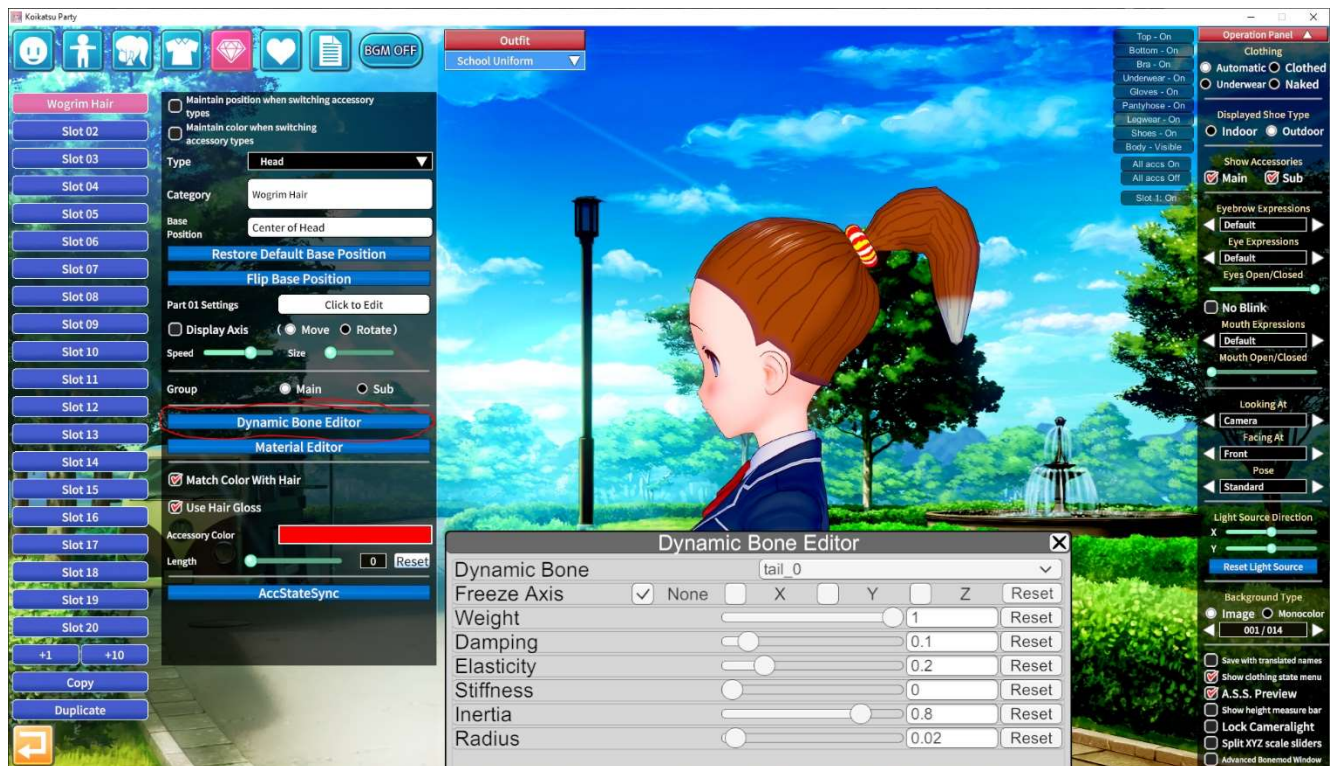 Koikatsu Party
BGM OFF
Wogrim Hair
Slot 02
Slot 03
Slot 04
Slot 05
Slot 06
Slot 07
Slot 08
Slot 09
Slot 10
Slot 11
Slot 12
Slot 13
Slot 14
Slot 15
Slot 16
Slot 17
Slot 18
Slot 19
Slot 20
+1 +10
Copy
Duplicate
Maintain position when switching accessory
types
Maintain color when switching
accessory types
Type Head
Category Wogrim Hair
Base
Position Center of Head
Restore Default Base Position
Flip Base Position
Part 01 Settings Click to Edit
Display Axis ( Move Rotate )
Speed Size
Group Main Sub
Dynamic Bone Editor
Material Editor
Match Color With Hair
Use Hair Gloss
Accessory Color
Length 0 Reset
AccStateSync
Outfit
School Uniform
Dynamic Bone Editor X
Dynamic Bone tail_0
Freeze Axis None X Y Z Reset
Weight 1 Reset
Damping 0.1 Reset
Elasticity 0.2 Reset
Stiffness 0 Reset
Inertia 0.8 Reset
Radius 0.02 Reset
Top - On
Bottom - On
Bra - On
Underwear - On
Gloves - On
Pantyhose - On
Legwear - On
Shoes - On
Body - Visible
All accs On
All accs Off
Slot 1: On
Operation Panel
Clothing
Automatic Clothed
Underwear Naked
Displayed Shoe Type
Indoor Outdoor
Show Accessories
Main Sub
Eyebrow Expressions
Default
Eye Expressions
Default
Eyes Open/Closed
No Blink
Mouth Expressions
Default
Mouth Open/Closed
Looking At
Camera
Facing At
Front
Pose
Standard
Light Source Direction
X
Y
Reset Light Source
Background Type
Image Monocolor
001 / 014
Save with translated names
Show clothing state menu
A.S.S. Preview
Show height measure bar
Lock Cameralight
Split XYZ scale sliders
Advanced Bonemod Window